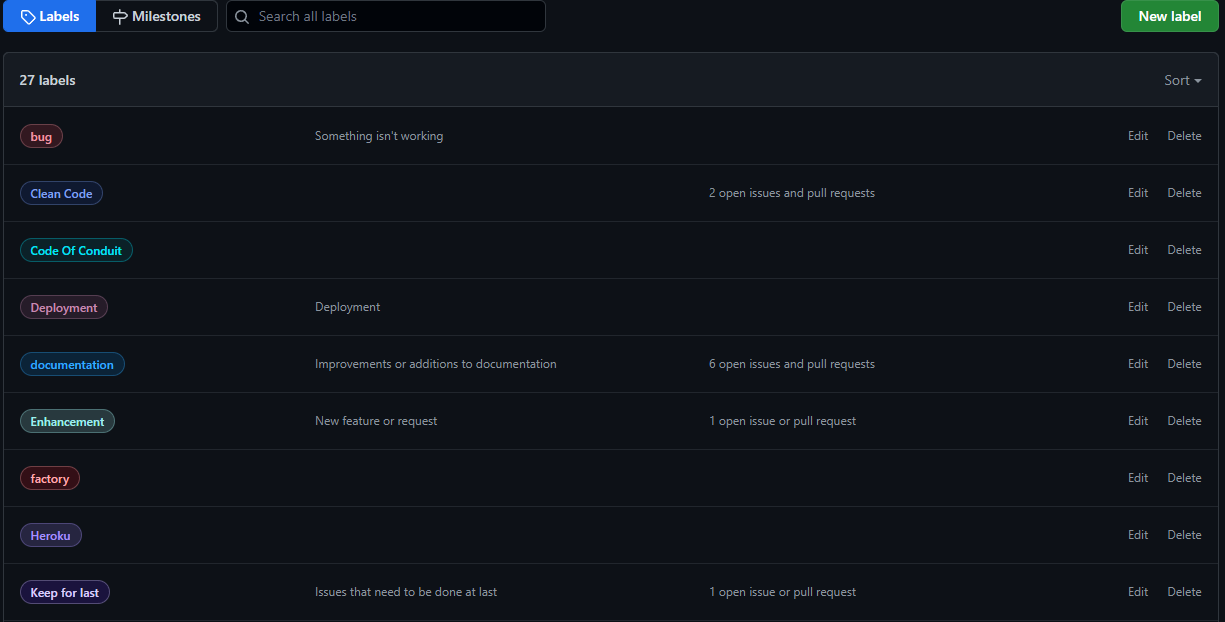 Labels Milestones Search all labels New label
27 labels Sort
bug Something isn't working Edit Delete
Clean Code 2 open issues and pull requests Edit Delete
Code Of Conduit Edit Delete
Deployment Deployment Edit Delete
documentation Improvements or additions to documentation 6 open issues and pull requests Edit Delete
Enhancement New feature or request 1 open issue or pull request Edit Delete
factory Edit Delete
Heroku Edit Delete
Keep for last Issues that need to be done at last 1 open issue or pull request Edit Delete